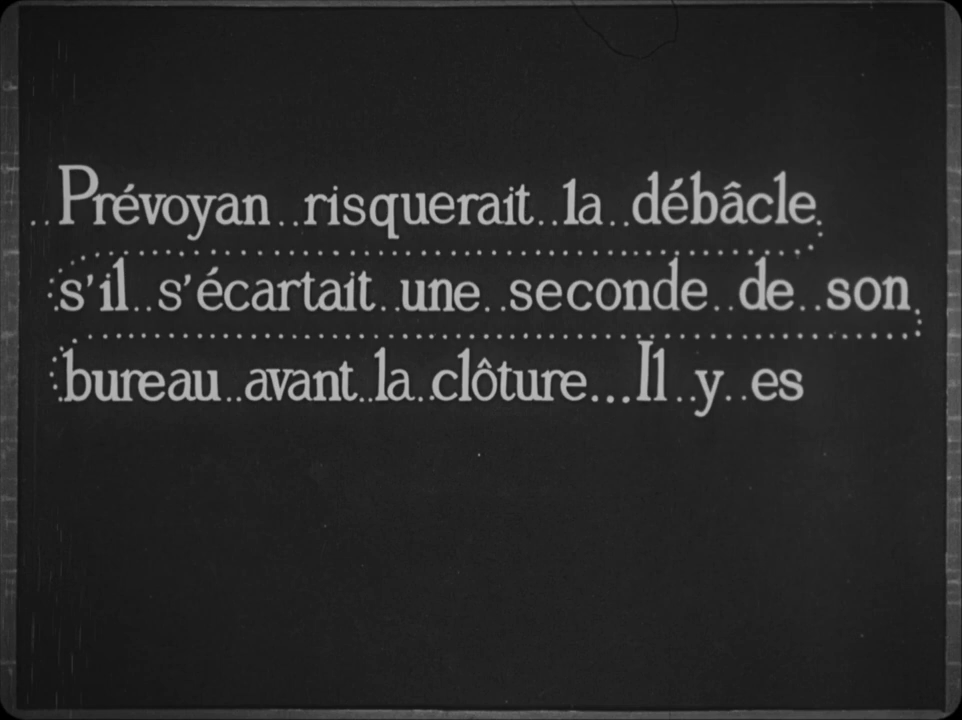 ..Prévoyan..risquerait..la..débâcle.
s'il..s'écartait..une..seconde..de..son.
bureau..avant..la..clôture...Il..y..es